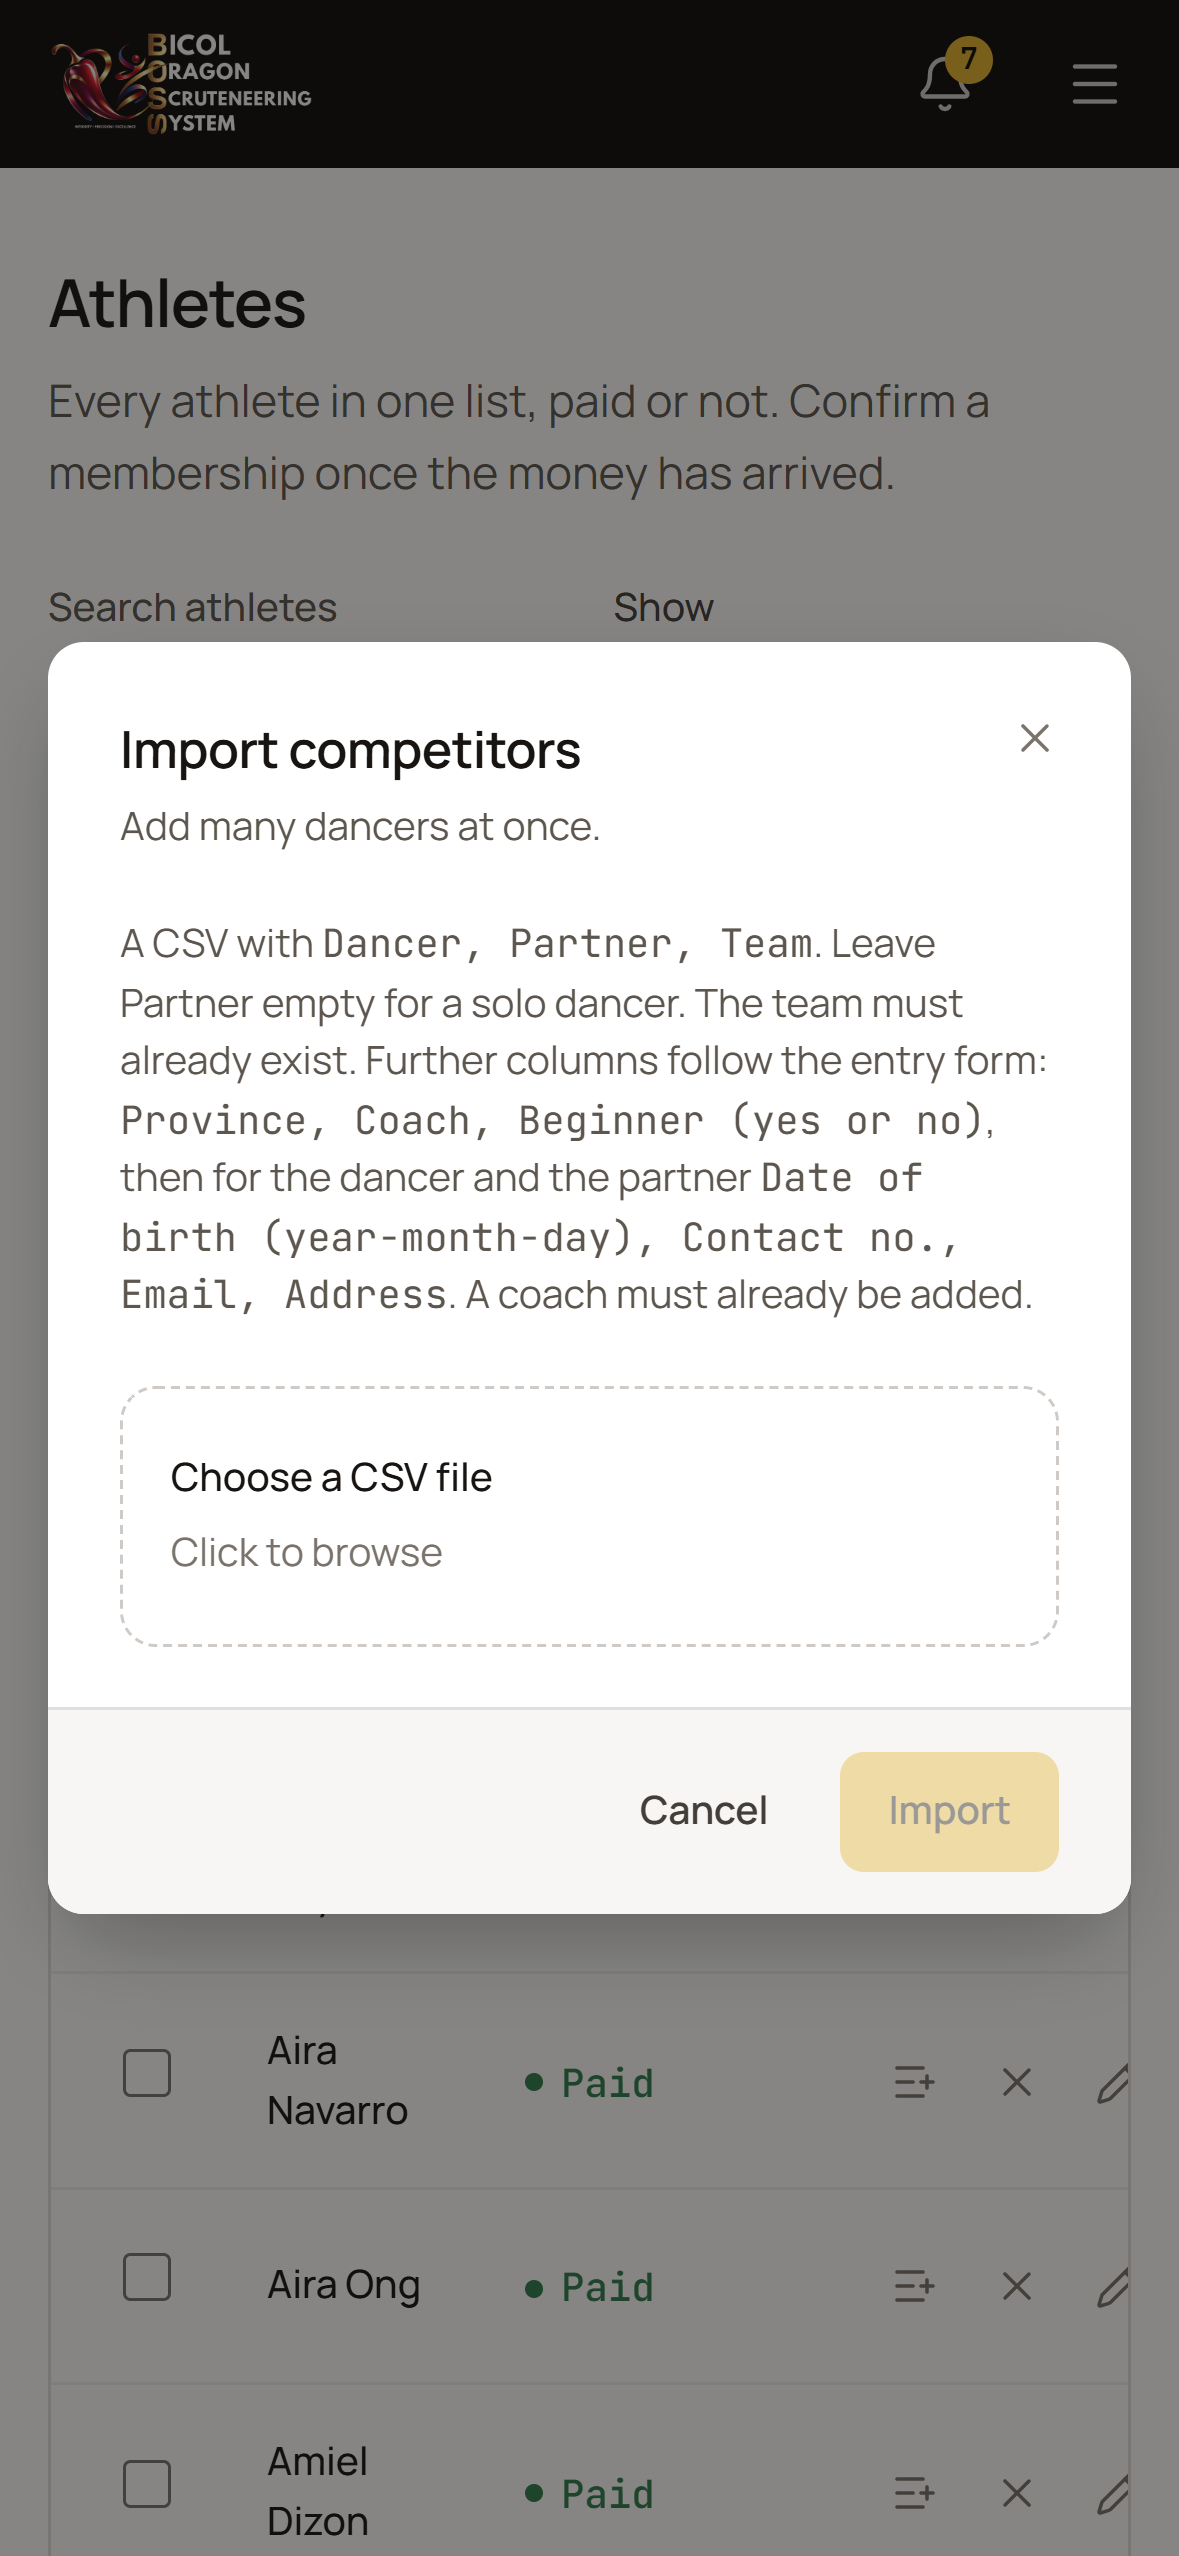 BICOL
ORAGON
SCRUTENEERING
SYSTEM
7
Athletes
Every athlete in one list, paid or not. Confirm a
membership once the money has arrived.
Search athletes
Show
Import competitors
Add many dancers at once.
A CSV with Dancer, Partner, Team. Leave
Partner empty for a solo dancer. The team must
already exist. Further columns follow the entry form:
Province, Coach, Beginner (yes or no),
then for the dancer and the partner Date of
birth (year-month-day), Contact no.,
Email, Address. A coach must already be added.
Choose a CSV file
Click to browse
Cancel
Import
Aira
Navarro
Paid
Aira Ong
Paid
Amiel
Dizon
Paid